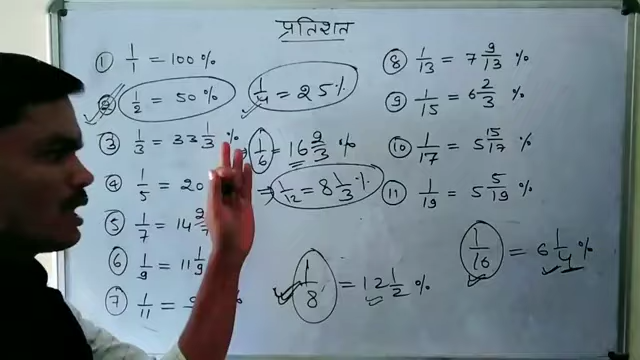 प्रतिशत
① 1/1 = 100 %
② 1/2 = 50 %
③ 1/3 = 33 1/3 %
④ 1/5 = 20
⑤ 1/7 = 14 2/7
⑥ 1/9 = 11 1/9
⑦ 1/11 = 9 %
1/4 = 25 %
1/6 = 16 2/3 %
⇒ 1/12 = 8 1/3 %
1/8 = 12 1/2 %
⑧ 1/13 = 7 9/13 %
⑨ 1/15 = 6 2/3 %
⑩ 1/17 = 5 15/17 %
⑪ 1/19 = 5 5/19 %
1/16 = 6 1/4 %